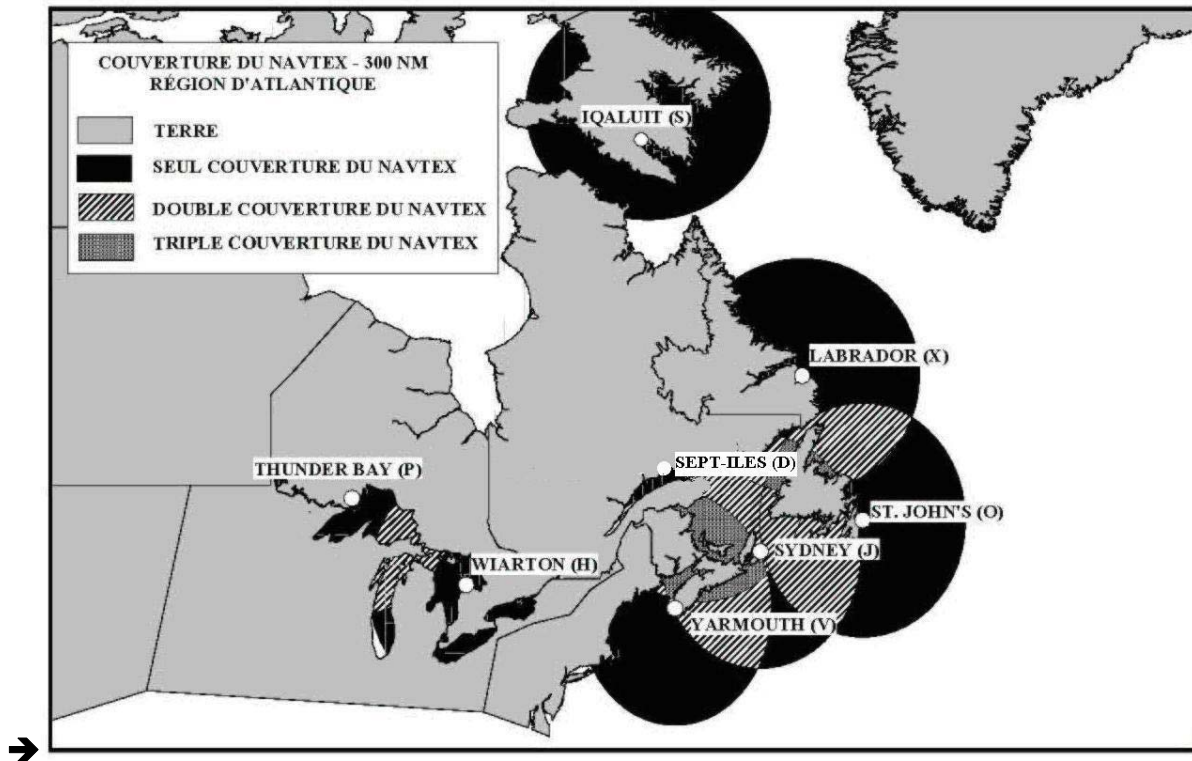 COUVERTURE DU NAVTEX - 300 NM
RÉGION D'ATLANTIQUE
TERRE
SEUL COUVERTURE DU NAVTEX
DOUBLE COUVERTURE DU NAVTEX
TRIPLE COUVERTURE DU NAVTEX
IQALUIT (S)
LABRADOR (X)
SEPT-ILES (D)
THUNDER BAY (P)
ST. JOHN'S (O)
SYDNEY (J)
WIARTON (H)
YARMOUTH (V)